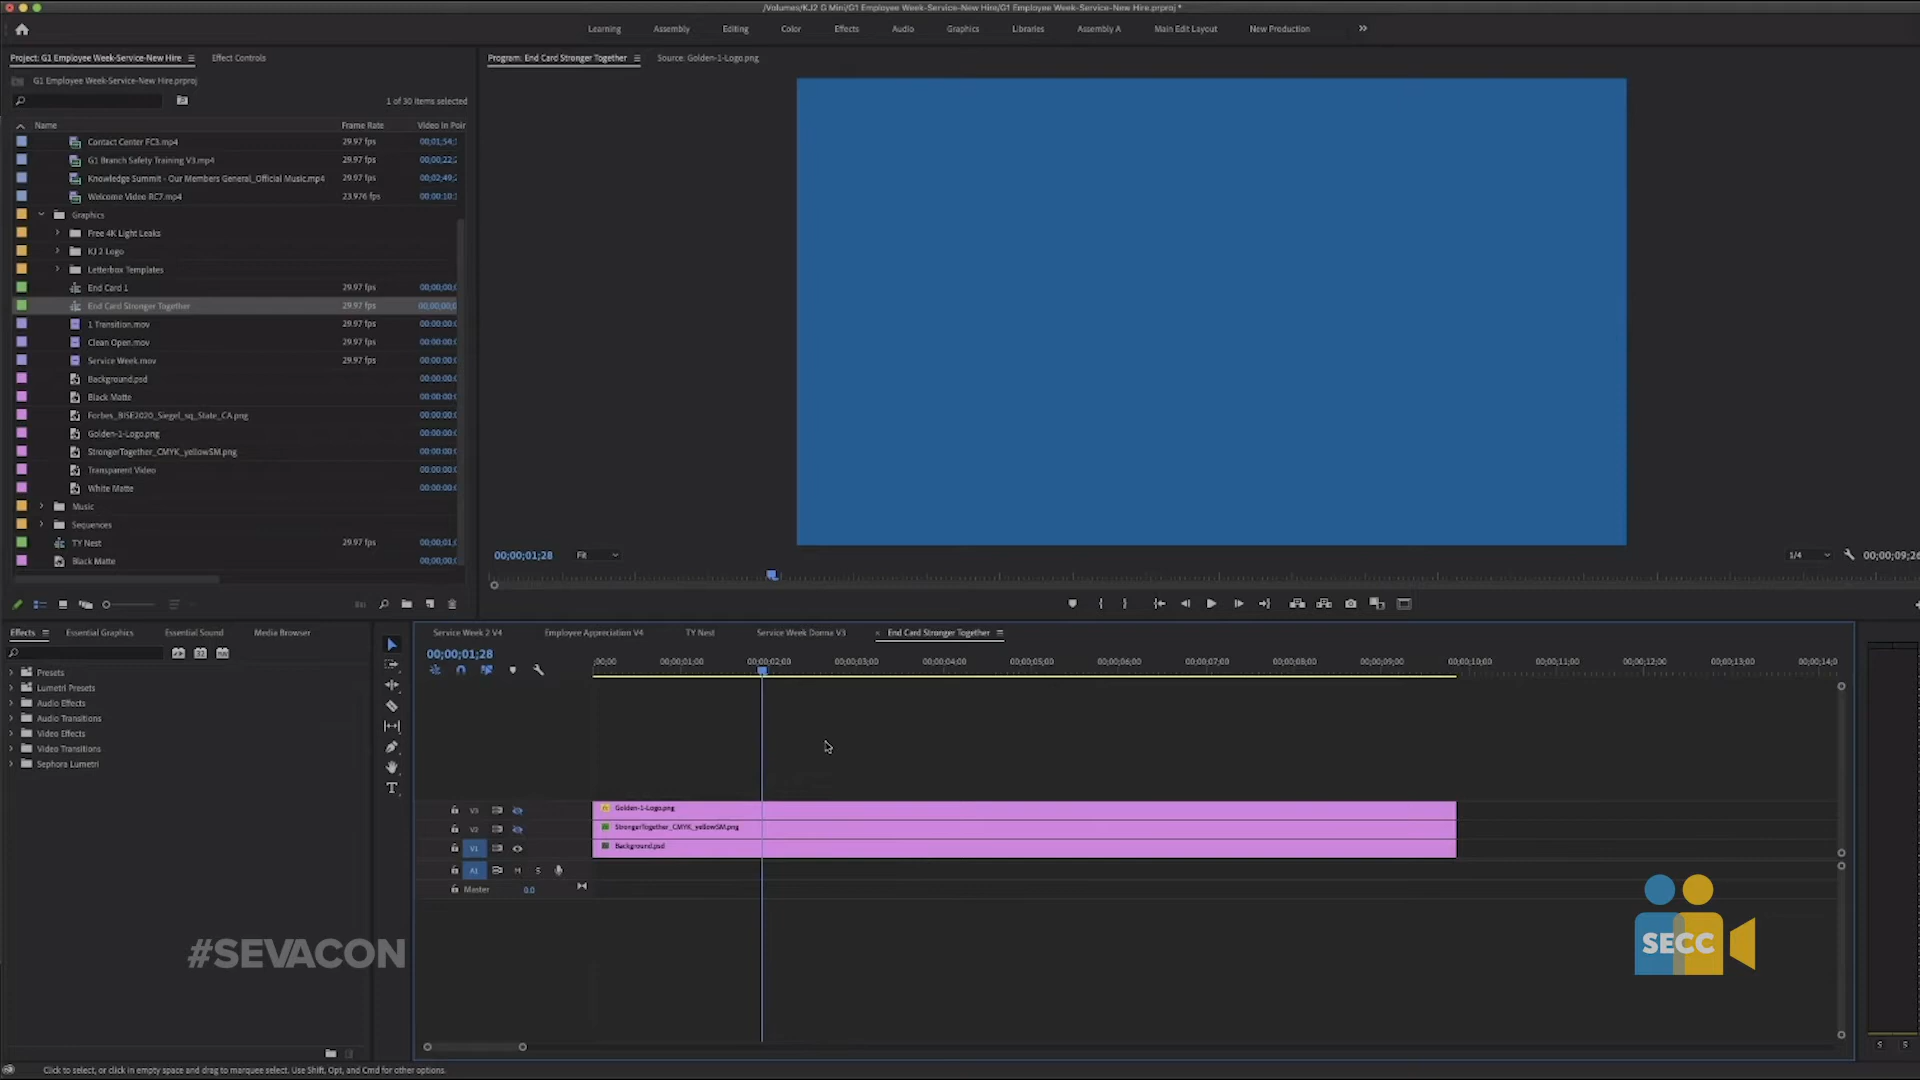 /Volumes/KJ2 G Mini/G1 Employee Week-Service-New Hire/G1 Employee Week-Service-New Hire.prproj *
Learning Assembly Editing Color Effects Audio Graphics Libraries Assembly A Main Edit Layout New Production
Project: G1 Employee Week-Service-New Hire Effect Controls
Program: End Card Stronger Together Source: Golden-1-Logo.png
G1 Employee Week-Service-New Hire.prproj
1 of 30 items selected
Name Frame Rate Video In Poir
Contact Center FC3.mp4 29.97 fps 00;01;54;
G1 Branch Safety Training V3.mp4 29.97 fps 00;00;22;2
Knowledge Summit - Our Members General_Official Music.mp4 29.97 fps 00;02;49;2
Welcome Video RC7.mp4 23.976 fps 00:00:10:
Graphics
Free 4K Light Leaks
KJ 2 Logo
Letterbox Templates
End Card 1 29.97 fps 00;00;00;
End Card Stronger Together 29.97 fps 00;00;00;
1 Transition.mov 29.97 fps 00:00:00:
Clean Open.mov 29.97 fps 00:00:00:
Service Week.mov 29.97 fps 00:00:00:
Background.psd 00:00:00:
Black Matte 00;00;00;
Forbes_BISE2020_Siegel_sq_State_CA.png 00:00:00:
Golden-1-Logo.png 00:00:00:
StrongerTogether_CMYK_yellowSM.png 00:00:00:
Transparent Video 00:00:00:
White Matte 00:00:00:
Music
Sequences
TY Nest 29.97 fps 00;00;01;
Black Matte 00;00;00;
00;00;01;28 Fit 1/4 00;00;09;26
Effects Essential Graphics Essential Sound Media Browser
Presets
Lumetri Presets
Audio Effects
Audio Transitions
Video Effects
Video Transitions
Sephora Lumetri
Service Week 2 V4 Employee Appreciation V4 TY Nest Service Week Donna V3 × End Card Stronger Together
00;00;01;28
;00;00 00;00;01;00 00;00;02;00 00;00;03;00 00;00;04;00 00;00;05;00 00;00;06;00 00;00;07;00 00;00;08;00 00;00;09;00 00;00;10;00 00;00;11;00 00;00;12;00 00;00;13;00 00;00;14;0
V3 Golden-1-Logo.png
V2 StrongerTogether_CMYK_yellowSM.png
V1 Background.psd
A1 M S
Master 0.0
#SEVACON
SECC
S S
Click to select, or click in empty space and drag to marquee select. Use Shift, Opt, and Cmd for other options.